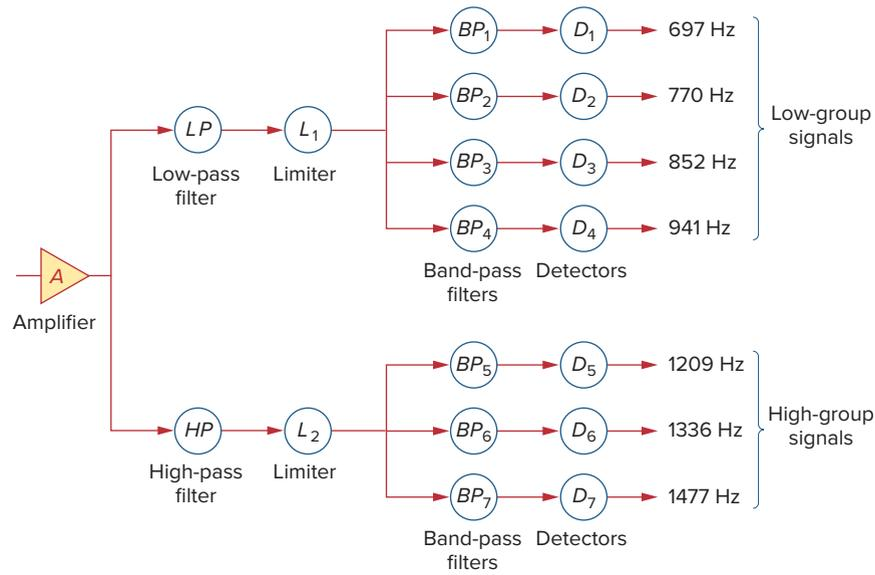 BP1
D1
697 Hz
BP2
D2
770 Hz
Low-group
signals
LP
L1
Low-pass
filter
Limiter
BP3
D3
852 Hz
BP4
D4
941 Hz
Band-pass
filters
Detectors
A
Amplifier
BP5
D5
1209 Hz
HP
L2
High-pass
filter
Limiter
BP6
D6
1336 Hz
High-group
signals
BP7
D7
1477 Hz
Band-pass
filters
Detectors